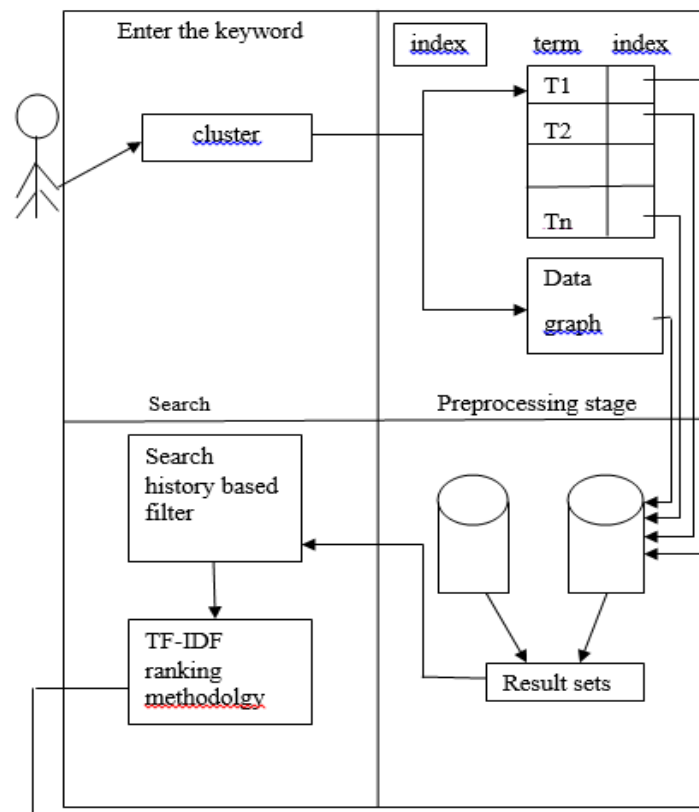 Enter the keyword
cluster
Search
index
term index
T1
T2
Tn
Data
graph
Preprocessing stage
Search
history based
filter
TF-IDF
ranking
methodolgy
Result sets